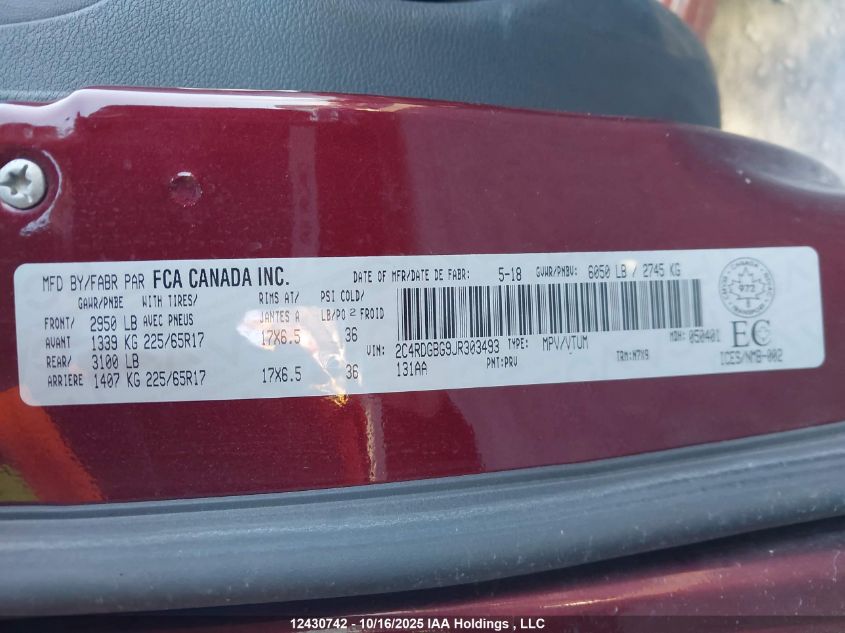 MFD BY/FABR PAR FCA CANADA INC. DATE OF MFR/DATE DE FABR: 5-18 GVWR/PNBV: 6050 LB / 2745 KG
GAWR/PNBE WITH TIRES/ RIMS AT/ PSI COLD/
FRONT/ 2950 LB AVEC PNEUS JANTES A LB/PO² FROID
AVANT 1339 KG 225/65R17 17X6.5 36
REAR/ 3100 LB
ARRIERE 1407 KG 225/65R17 17X6.5 36
VIN: 2C4RDGBG9JR303493 TYPE: MPV/VTUM MDH: 050401
131AA PNT: PRV TRM: N7X9
CANADA
972
EC
ICES/NMB-002
12430742 - 10/16/2025 IAA Holdings , LLC